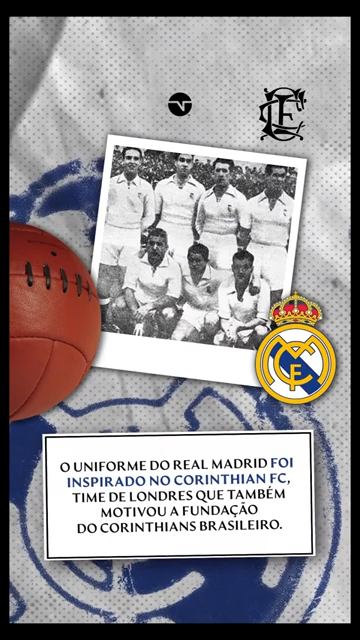 O UNIFORME DO REAL MADRID FOI
INSPIRADO NO CORINTHIAN FC,
TIME DE LONDRES QUE TAMBÉM
MOTIVOU A FUNDAÇÃO
DO CORINTHIANS BRASILEIRO.